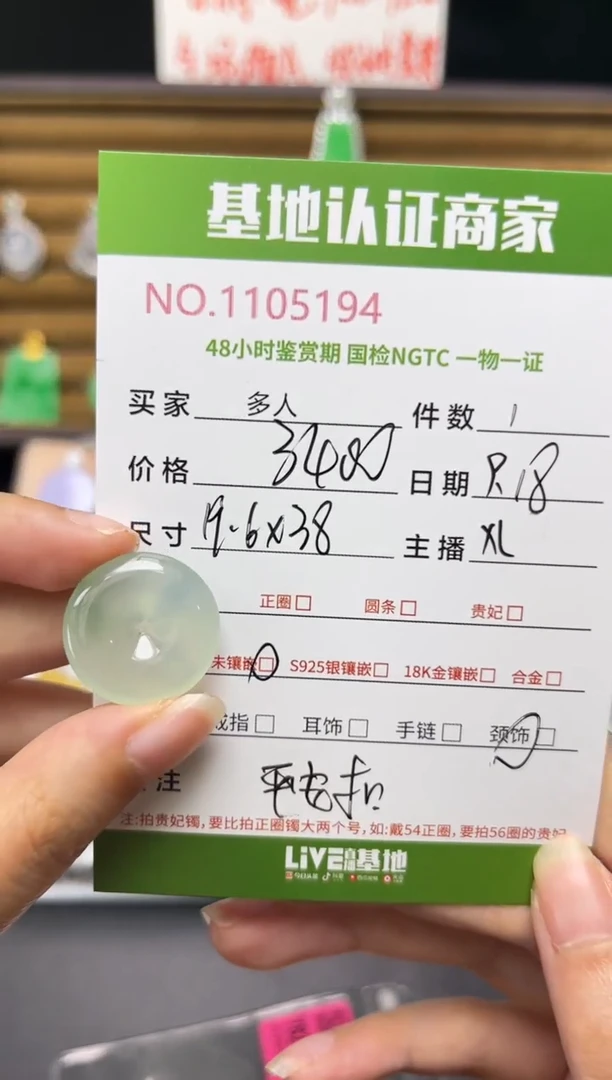 基地认证商家
NO.1105194
48小时鉴赏期 国检NGTC 一物一证
买家 多人 件数 1
价格 3400 日期 8.18
尺寸 19.6x38 主播 XL
正圈□ 圆条□ 贵妃□
未镶嵌□ S925银镶嵌□ 18K金镶嵌□ 合金□
戒指□ 耳饰□ 手链□ 颈饰□
注 平安扣
注:拍贵妃镯,要比拍正圈镯大两个号,如:戴54正圈,要拍56圈的贵妃
LiVE 基地